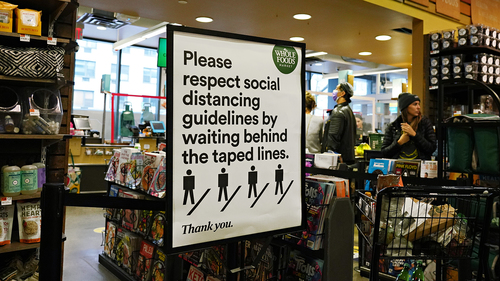 WHOLE
FOODS
MARKET
Please
respect social
distancing
guidelines by
waiting behind
the taped lines.
Thank you.